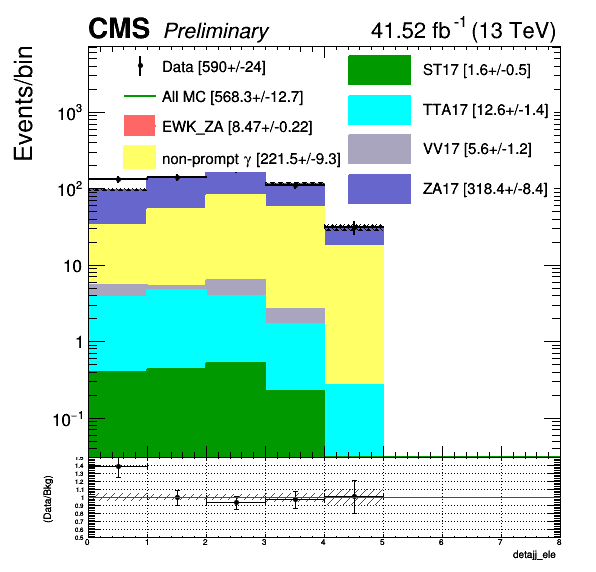 CMS Preliminary 41.52 fb⁻¹ (13 TeV)
Events/bin
Data [590+/-24]
All MC [568.3+/-12.7]
EWK_ZA [8.47+/-0.22]
non-prompt γ [221.5+/-9.3]
ST17 [1.6+/-0.5]
TTA17 [12.6+/-1.4]
VV17 [5.6+/-1.2]
ZA17 [318.4+/-8.4]
10³
10²
10
1
10⁻¹
(Data/Bkg)
1.5
1.4
1.3
1.2
1.1
1
0.9
0.8
0.7
0.6
0.5
0 1 2 3 4 5 6 7 8
detajj_ele